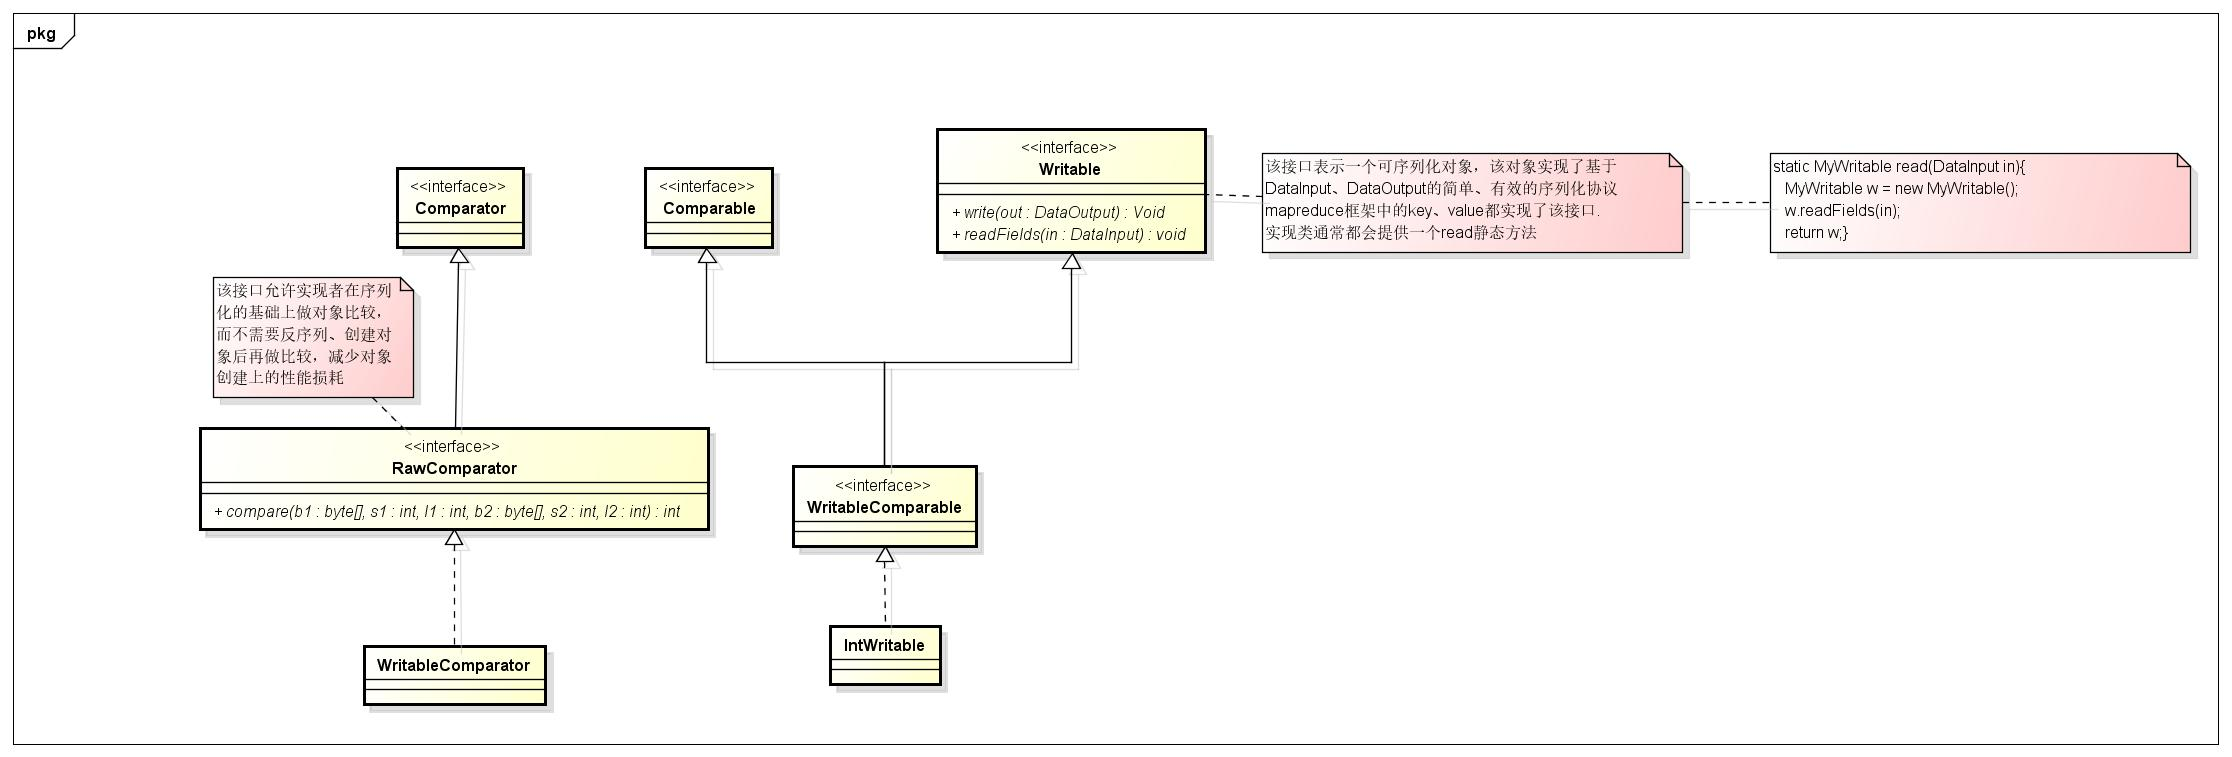 pkg
<<interface>>
Comparator
<<interface>>
Comparable
<<interface>>
Writable
+ write(out : DataOutput) : Void
+ readFields(in : DataInput) : void
该接口表示一个可序列化对象，该对象实现了基于
DataInput、DataOutput的简单、有效的序列化协议
mapreduce框架中的key、value都实现了该接口.
实现类通常都会提供一个read静态方法
static MyWritable read(DataInput in){
MyWritable w = new MyWritable();
w.readFields(in);
return w;}
该接口允许实现者在序列
化的基础上做对象比较，
而不需要反序列、创建对
象后再做比较，减少对象
创建上的性能损耗
<<interface>>
RawComparator
+ compare(b1 : byte[], s1 : int, l1 : int, b2 : byte[], s2 : int, l2 : int) : int
<<interface>>
WritableComparable
IntWritable
WritableComparator